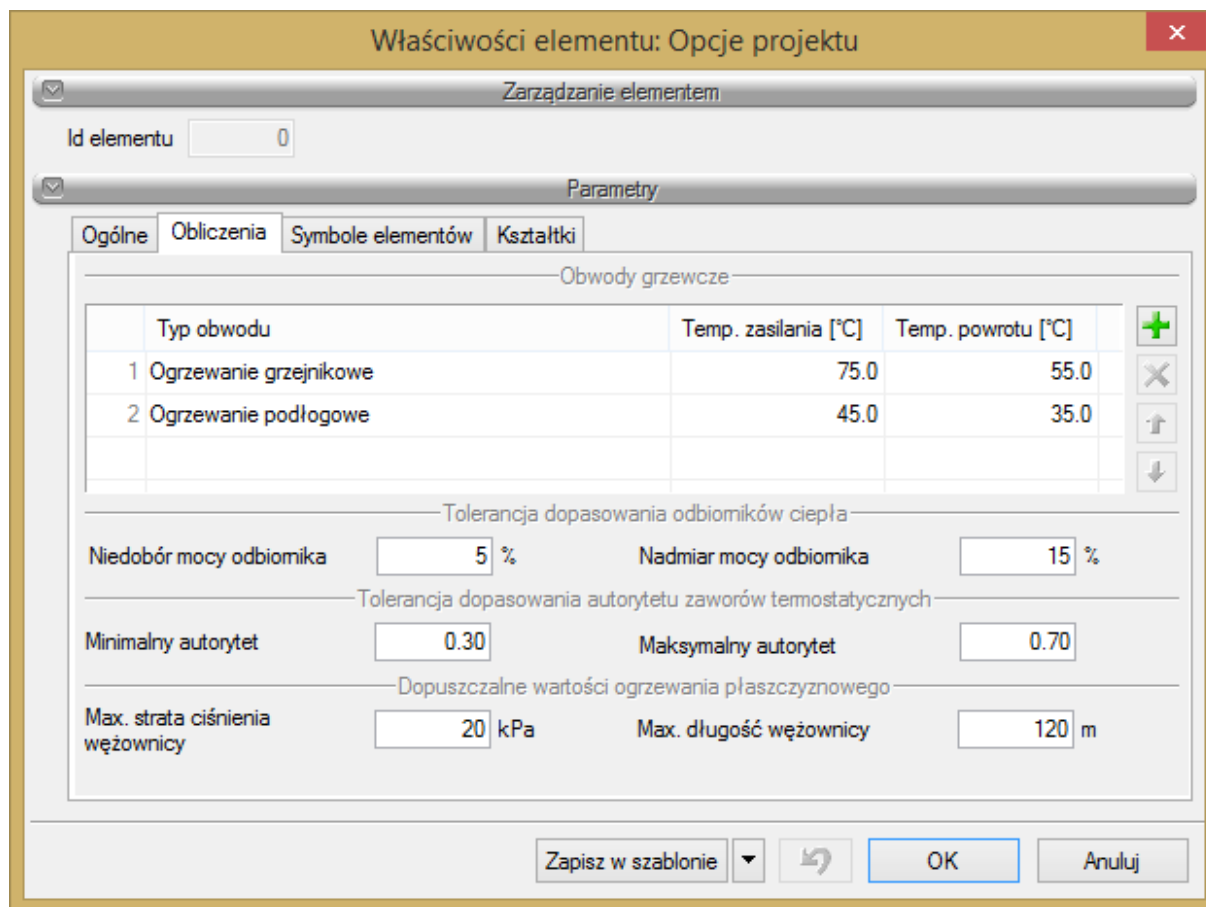 Właściwości elementu: Opcje projektu
Zarządzanie elementem
Id elementu 0
Parametry
Ogólne Obliczenia Symbole elementów Kształtki
Obwody grzewcze
Typ obwodu Temp. zasilania [°C] Temp. powrotu [°C]
1 Ogrzewanie grzejnikowe 75.0 55.0
2 Ogrzewanie podłogowe 45.0 35.0
Tolerancja dopasowania odbiorników ciepła
Niedobór mocy odbiornika 5 % Nadmiar mocy odbiornika 15 %
Tolerancja dopasowania autorytetu zaworów termostatycznych
Minimalny autorytet 0.30 Maksymalny autorytet 0.70
Dopuszczalne wartości ogrzewania płaszczyznowego
Max. strata ciśnienia
wężownicy 20 kPa Max. długość wężownicy 120 m
Zapisz w szablonie OK Anuluj